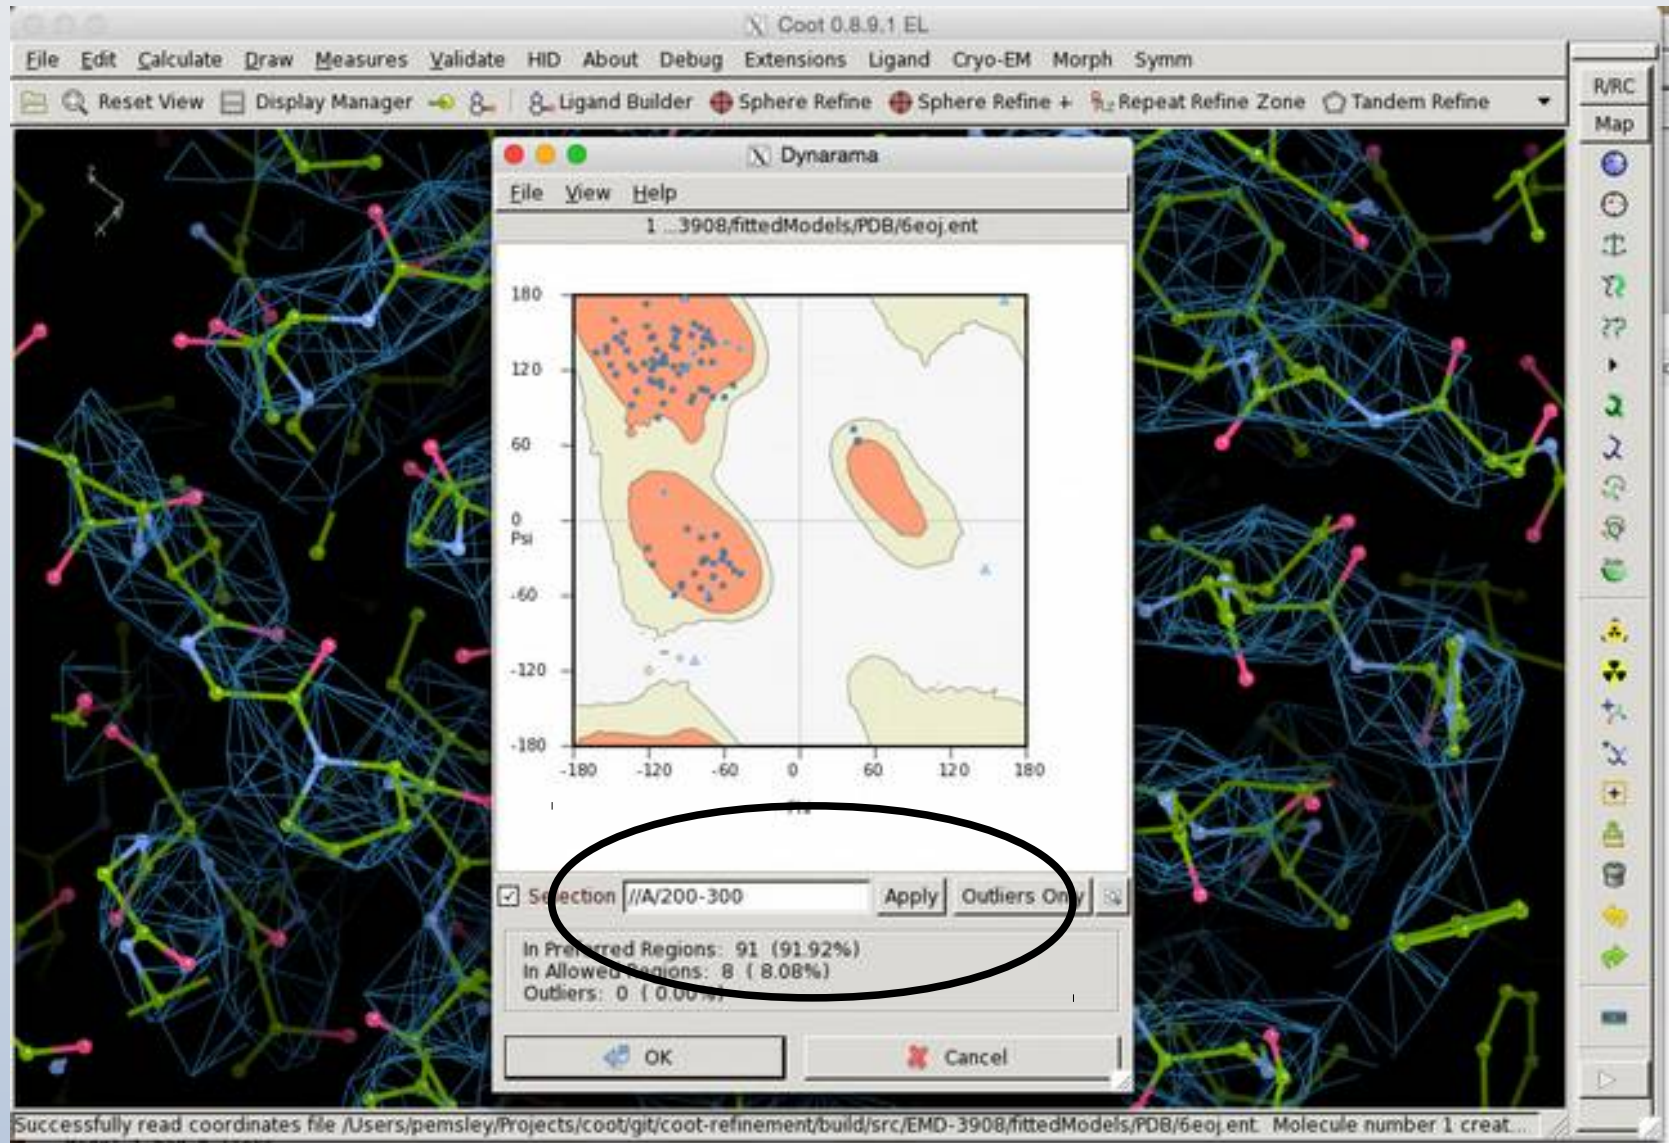 Coot 0.8.9.1 EL
File Edit Calculate Draw Measures Validate HID About Debug Extensions Ligand Cryo-EM Morph Symm
Reset View Display Manager Ligand Builder Sphere Refine Sphere Refine + Repeat Refine Zone Tandem Refine
R/RC
Map
Dynarama
File View Help
1 ...3908/fittedModels/PDB/6eoj.ent
180
120
60
0
Psi
-60
-120
-180
-180 -120 -60 0 60 120 180
Selection //A/200-300 Apply Outliers Only
In Preferred Regions: 91 (91.92%)
In Allowed Regions: 8 ( 8.08%)
Outliers: 0 ( 0.00%)
OK Cancel
Successfully read coordinates file /Users/pemsley/Projects/coot/git/coot-refinement/build/src/EMD-3908/fittedModels/PDB/6eoj.ent. Molecule number 1 creat...